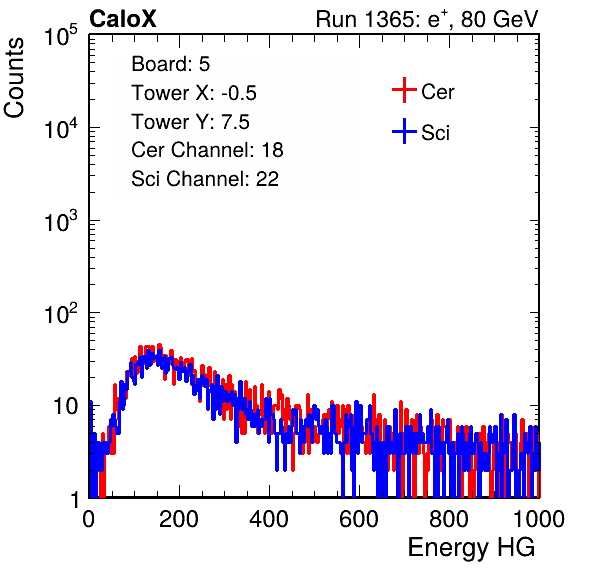 CaloX Run 1365: e⁺, 80 GeV
Counts
10⁵
10⁴
10³
10²
10
1
Board: 5
Tower X: -0.5
Tower Y: 7.5
Cer Channel: 18
Sci Channel: 22
Cer
Sci
0 200 400 600 800 1000
Energy HG